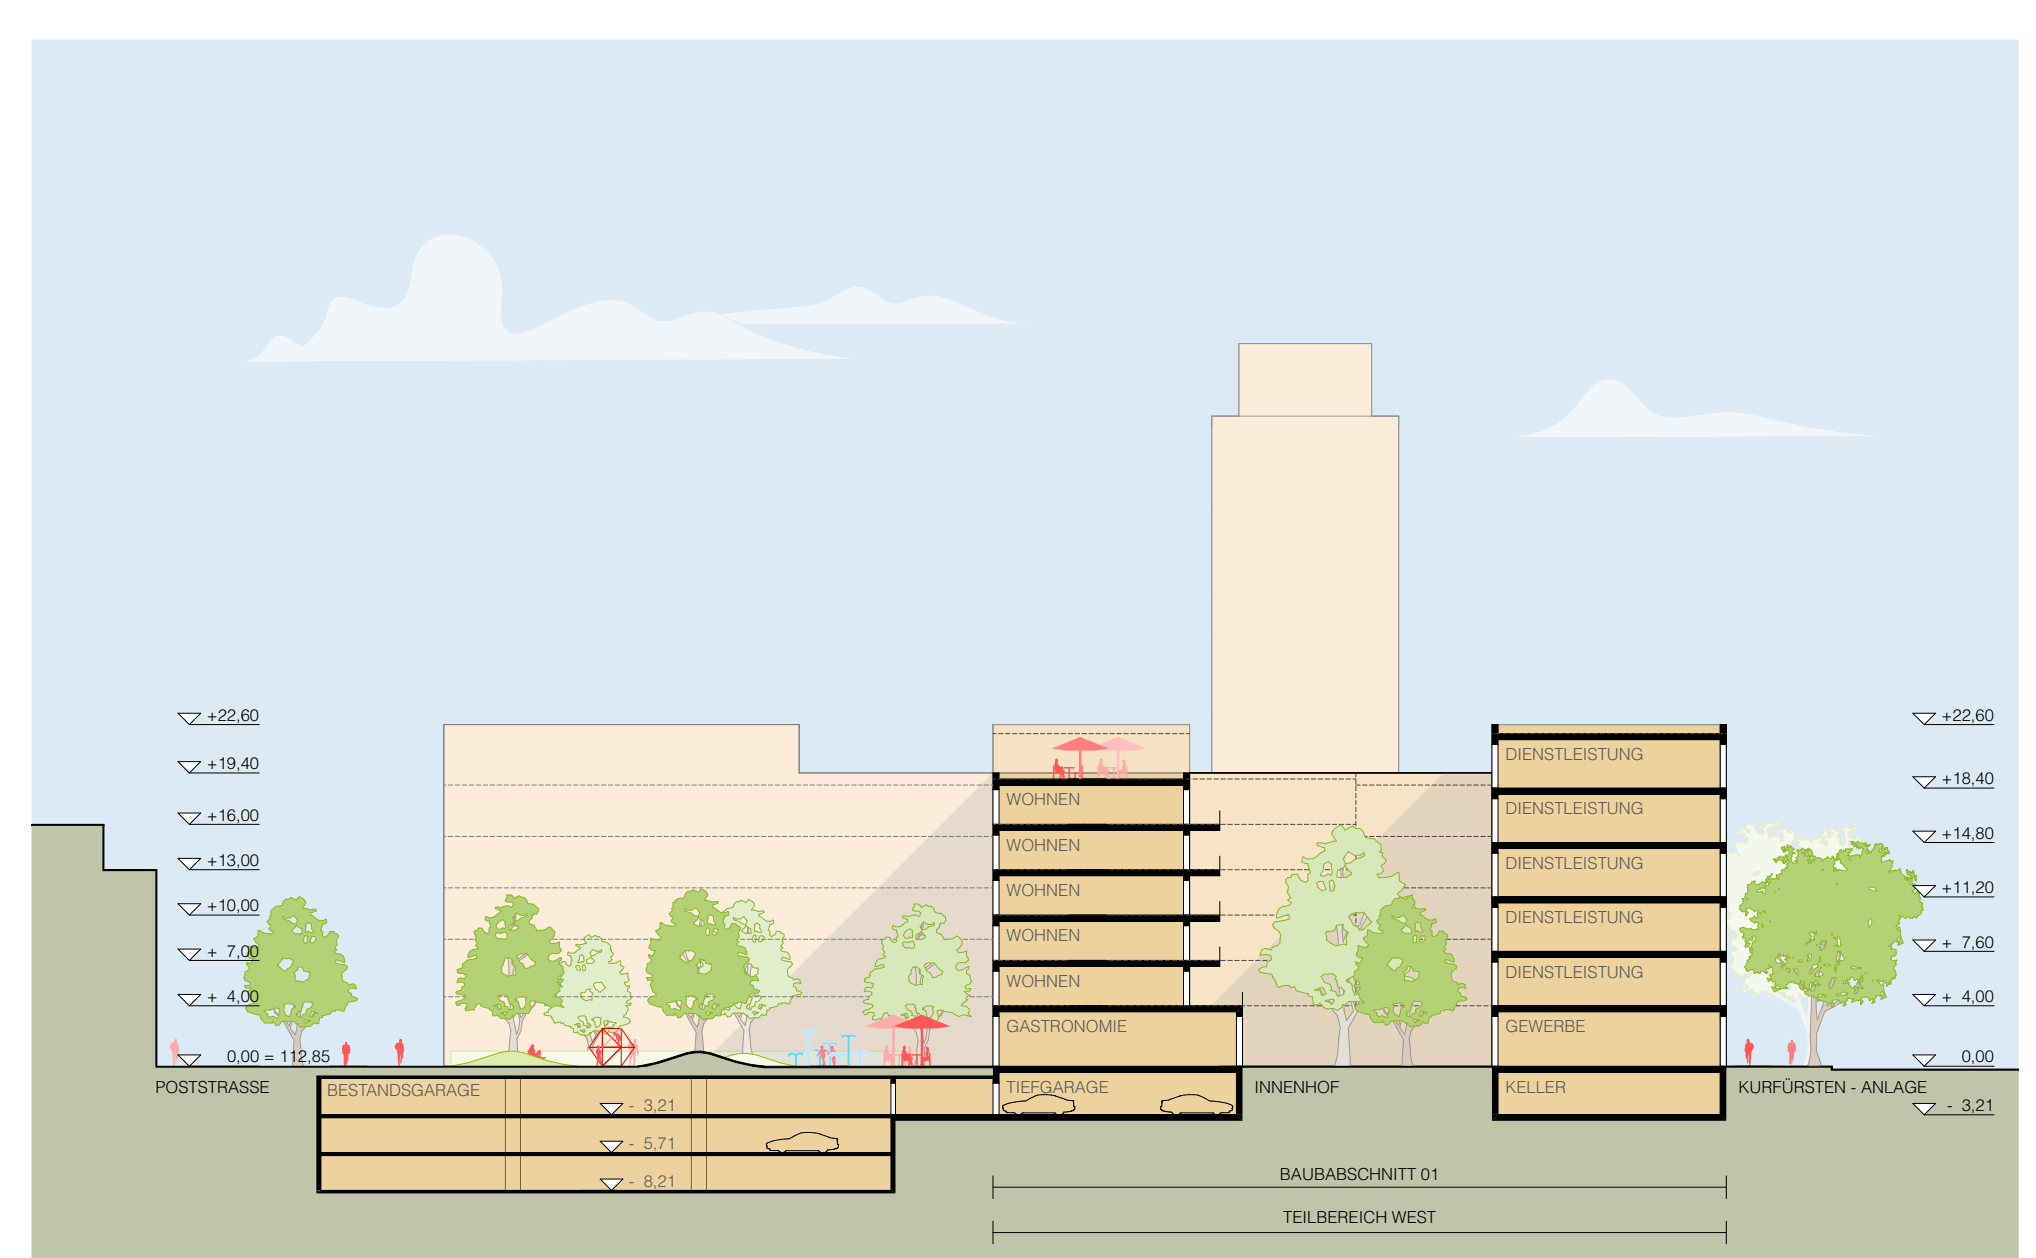 +22,60
+19,40
+16,00
+13,00
+10,00
+ 7,00
+ 4,00
0,00 = 112,85
POSTSTRASSE
BESTANDSGARAGE
- 3,21
- 5,71
- 8,21
WOHNEN
WOHNEN
WOHNEN
WOHNEN
WOHNEN
GASTRONOMIE
TIEFGARAGE
INNENHOF
DIENSTLEISTUNG
DIENSTLEISTUNG
DIENSTLEISTUNG
DIENSTLEISTUNG
DIENSTLEISTUNG
GEWERBE
KELLER
+22,60
+18,40
+14,80
+11,20
+ 7,60
+ 4,00
0,00
KURFÜRSTEN - ANLAGE
- 3,21
BAUBABSCHNITT 01
TEILBEREICH WEST